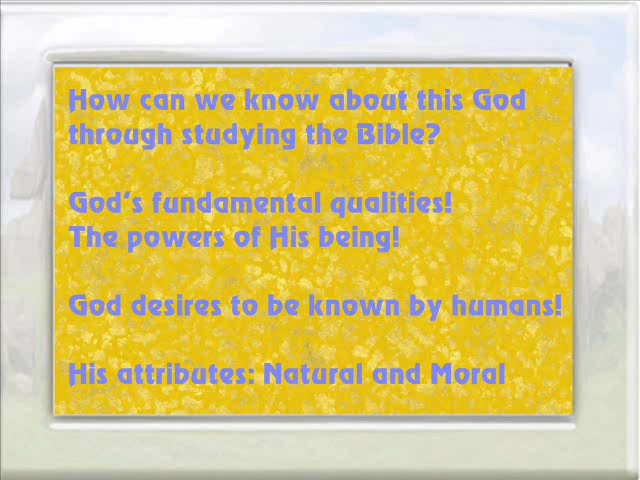 How can we know about this God
through studying the Bible?
God's fundamental qualities!
The powers of His being!
God desires to be known by humans!
His attributes: Natural and Moral